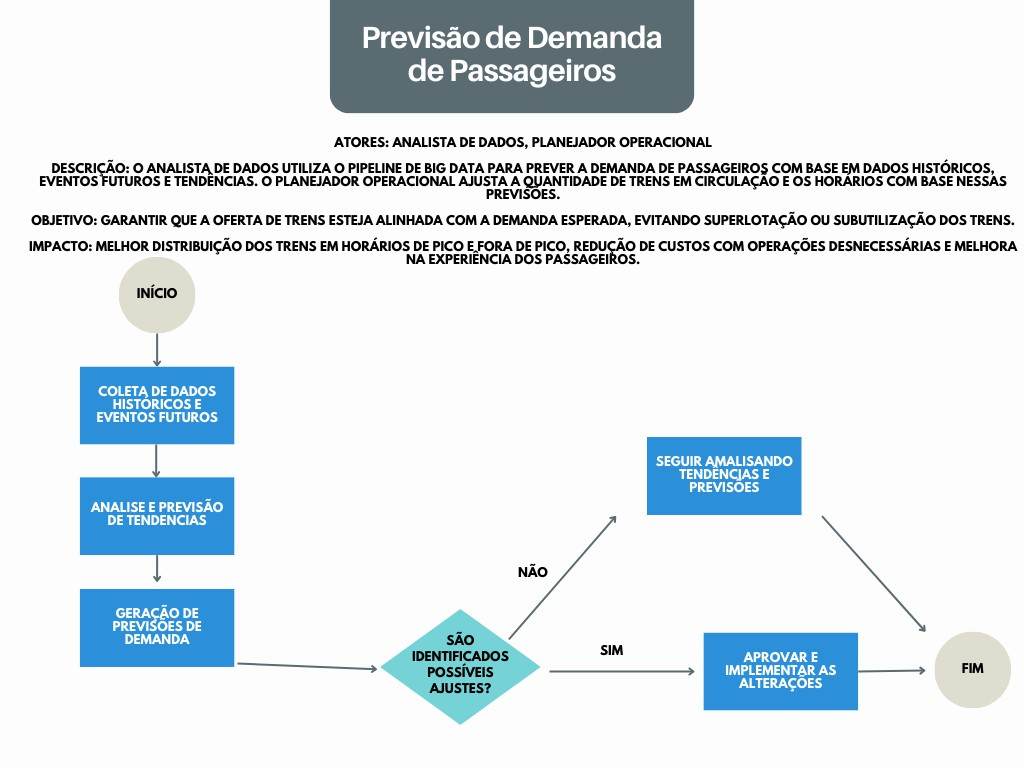 Previsão de Demanda
de Passageiros
ATORES: ANALISTA DE DADOS, PLANEJADOR OPERACIONAL
DESCRIÇÃO: O ANALISTA DE DADOS UTILIZA O PIPELINE DE BIG DATA PARA PREVER A DEMANDA DE PASSAGEIROS COM BASE EM DADOS HISTÓRICOS,
EVENTOS FUTUROS E TENDÊNCIAS. O PLANEJADOR OPERACIONAL AJUSTA A QUANTIDADE DE TRENS EM CIRCULAÇÃO E OS HORÁRIOS COM BASE NESSAS
PREVISÕES.
OBJETIVO: GARANTIR QUE A OFERTA DE TRENS ESTEJA ALINHADA COM A DEMANDA ESPERADA, EVITANDO SUPERLOTAÇÃO OU SUBUTILIZAÇÃO DOS TRENS.
IMPACTO: MELHOR DISTRIBUIÇÃO DOS TRENS EM HORÁRIOS DE PICO E FORA DE PICO, REDUÇÃO DE CUSTOS COM OPERAÇÕES DESNECESSÁRIAS E MELHORA
NA EXPERIÊNCIA DOS PASSAGEIROS.
INÍCIO
COLETA DE DADOS
HISTÓRICOS E
EVENTOS FUTUROS
ANALISE E PREVISÃO
DE TENDENCIAS
GERAÇÃO DE
PREVISÕES DE
DEMANDA
SÃO
IDENTIFICADOS
POSSÍVEIS
AJUSTES?
NÃO
SEGUIR AMALISANDO
TENDÊNCIAS E
PREVISÕES
SIM
APROVAR E
IMPLEMENTAR AS
ALTERAÇÕES
FIM